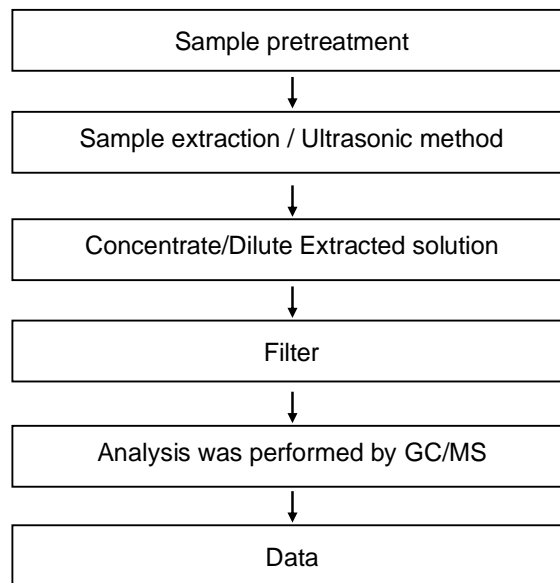 Sample pretreatment
Sample extraction / Ultrasonic method
Concentrate/Dilute Extracted solution
Filter
Analysis was performed by GC/MS
Data